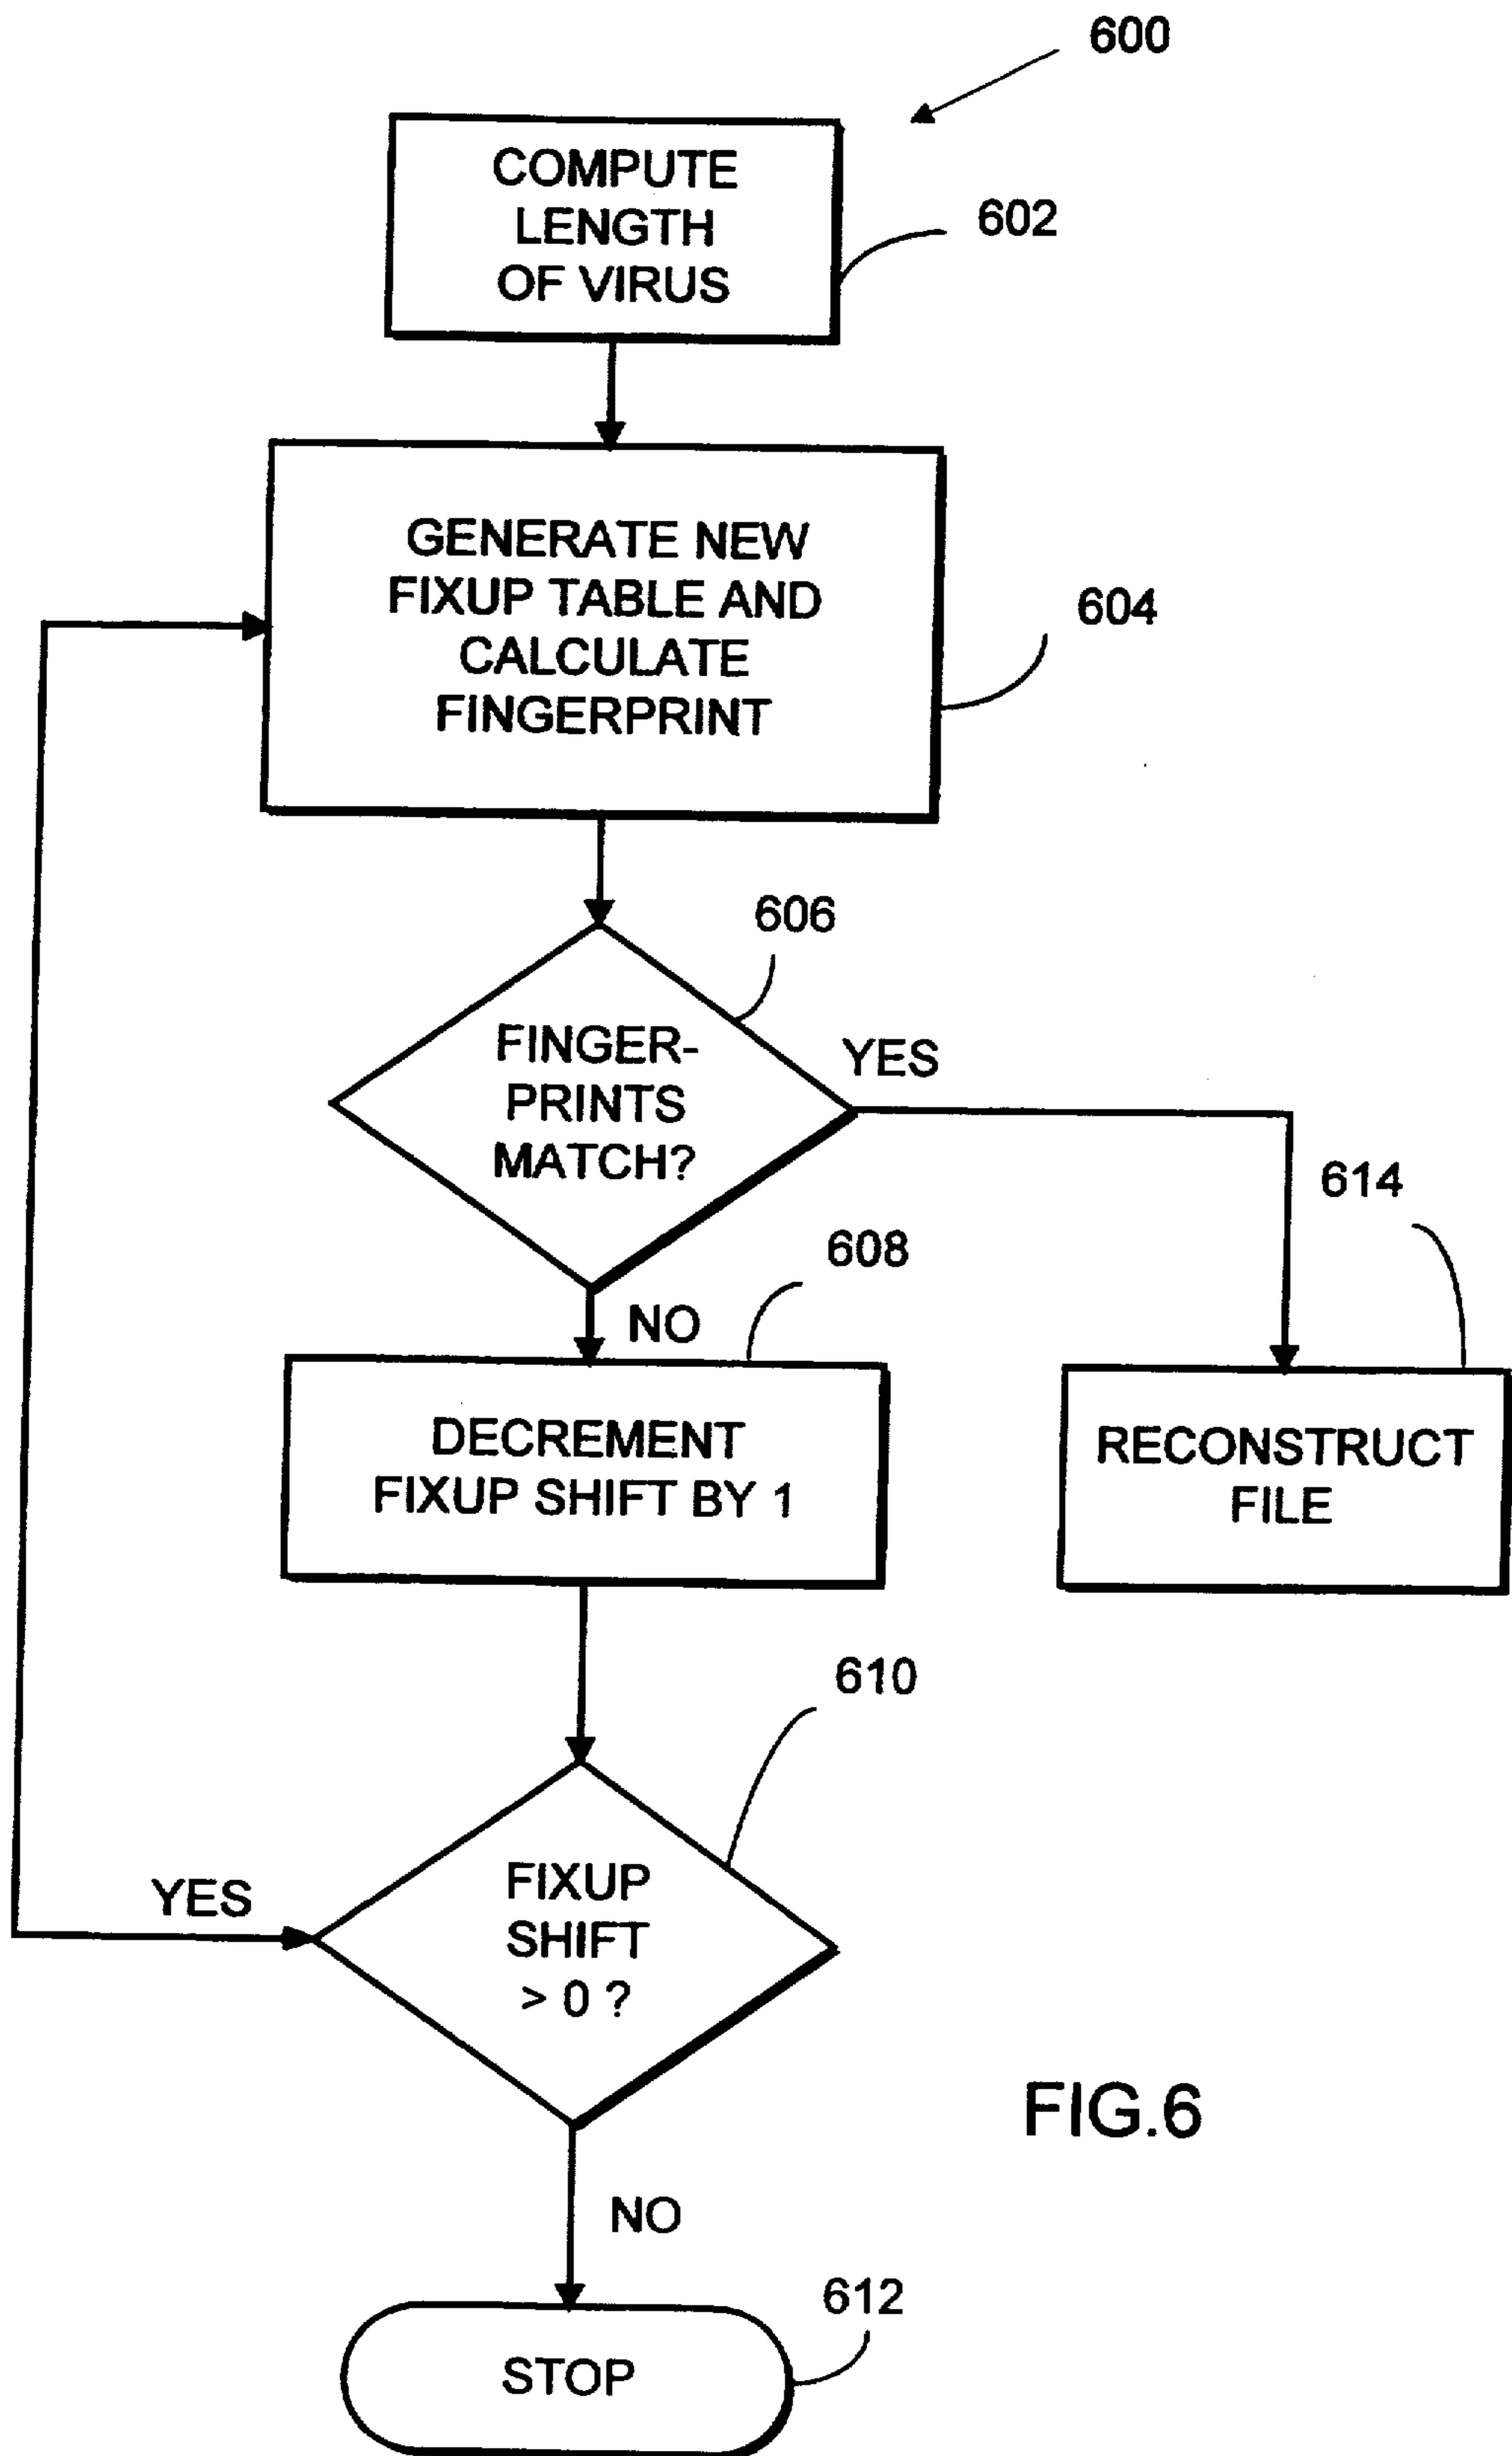 600
COMPUTE
LENGTH
OF VIRUS
602
GENERATE NEW
FIXUP TABLE AND
CALCULATE
FINGERPRINT
604
606
FINGER-
PRINTS
MATCH?
YES
614
608
NO
DECREMENT
FIXUP SHIFT BY 1
RECONSTRUCT
FILE
610
YES
FIXUP
SHIFT
> 0 ?
FIG.6
NO
612
STOP